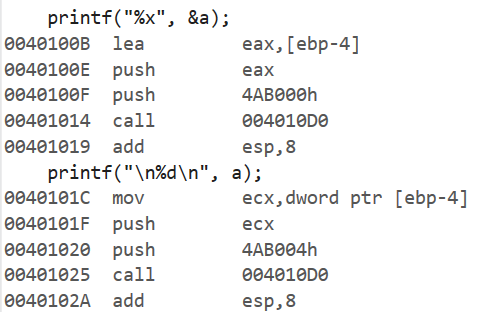 printf("%x", &a);
0040100B lea eax,[ebp-4]
0040100E push eax
0040100F push 4AB000h
00401014 call 004010D0
00401019 add esp,8
printf("\n%d\n", a);
0040101C mov ecx,dword ptr [ebp-4]
0040101F push ecx
00401020 push 4AB004h
00401025 call 004010D0
0040102A add esp,8